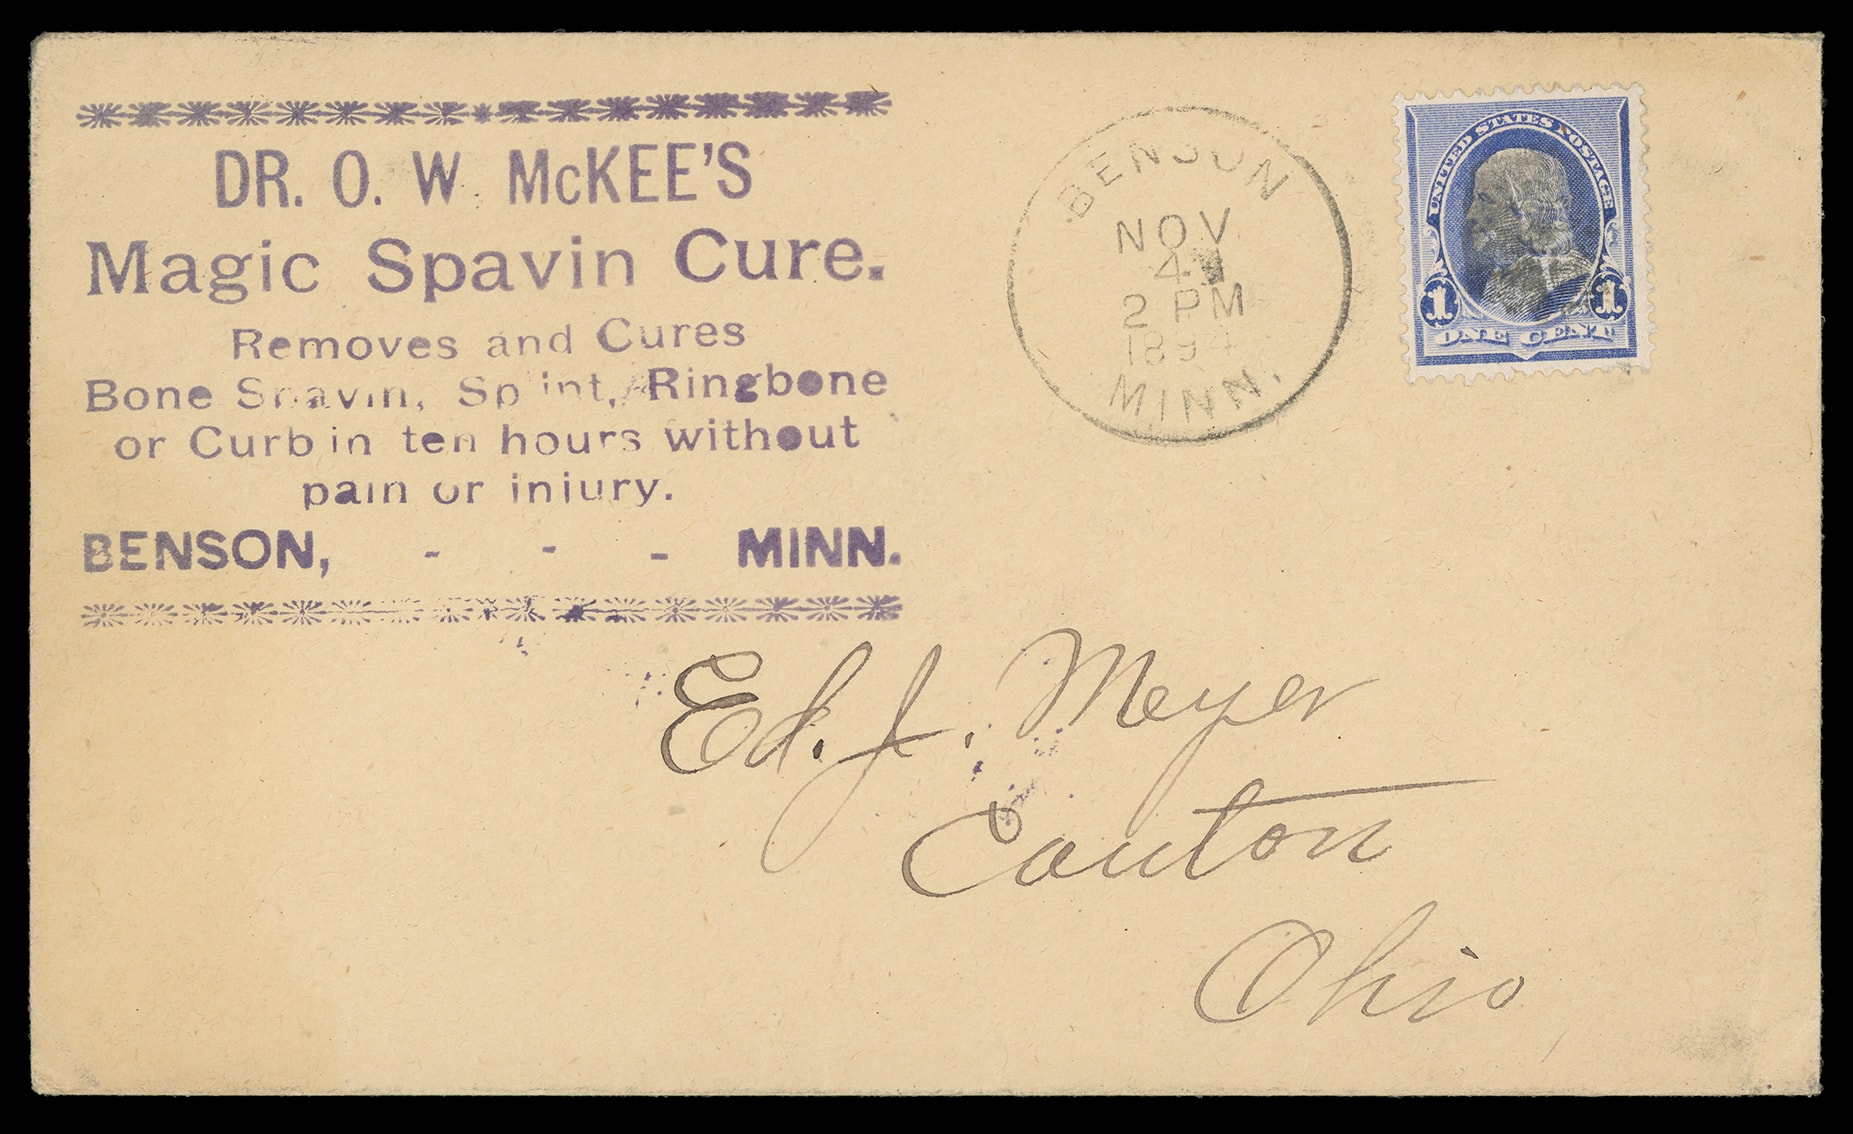 DR. O. W. McKEE'S
Magic Spavin Cure.
Removes and Cures
Bone Spavin, Splint, Ringbone
or Curb in ten hours without
pain or injury.
BENSON, - - - MINN.
BENSON
NOV
4
2 PM
MINN.
UNITED STATES POSTAGE
1 1
ONE CENT
Ed. J. Meyer
Canton
Ohio